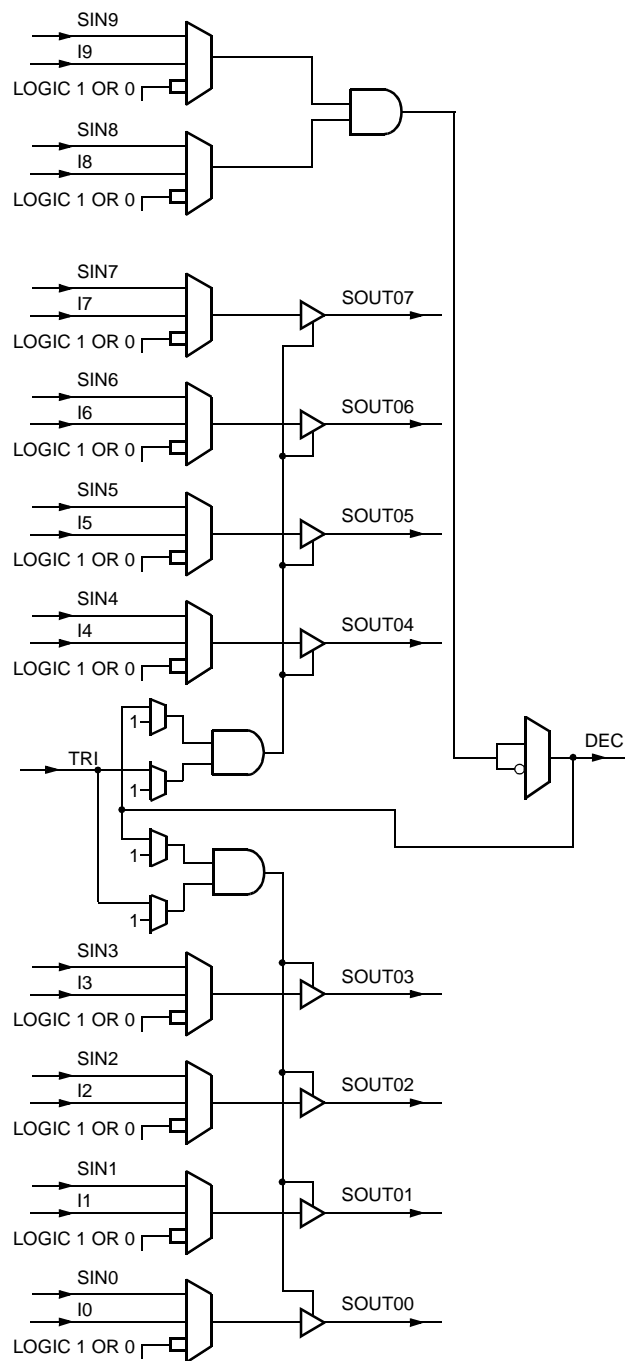 SIN9
I9
LOGIC 1 OR 0
SIN8
I8
LOGIC 1 OR 0
SIN7
I7
SOUT07
LOGIC 1 OR 0
SIN6
I6
SOUT06
LOGIC 1 OR 0
SIN5
I5
SOUT05
LOGIC 1 OR 0
SIN4
I4
SOUT04
LOGIC 1 OR 0
1
TRI
DEC
1
1
1
SIN3
I3
SOUT03
LOGIC 1 OR 0
SIN2
I2
SOUT02
LOGIC 1 OR 0
SIN1
I1
SOUT01
LOGIC 1 OR 0
SIN0
I0
SOUT00
LOGIC 1 OR 0